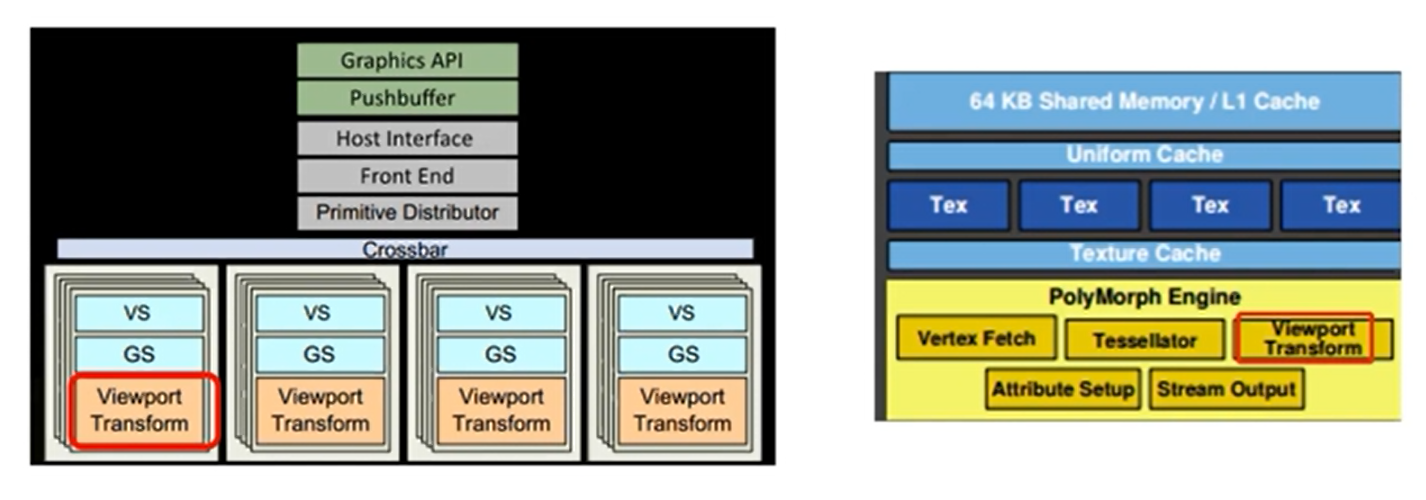 Graphics API
Pushbuffer
Host Interface
Front End
Primitive Distributor
Crossbar
VS
GS
Viewport
Transform
VS
GS
Viewport
Transform
VS
GS
Viewport
Transform
VS
GS
Viewport
Transform
64 KB Shared Memory / L1 Cache
Uniform Cache
Tex Tex Tex Tex
Texture Cache
PolyMorph Engine
Vertex Fetch
Tessellator
Viewport
Transform
Attribute Setup
Stream Output